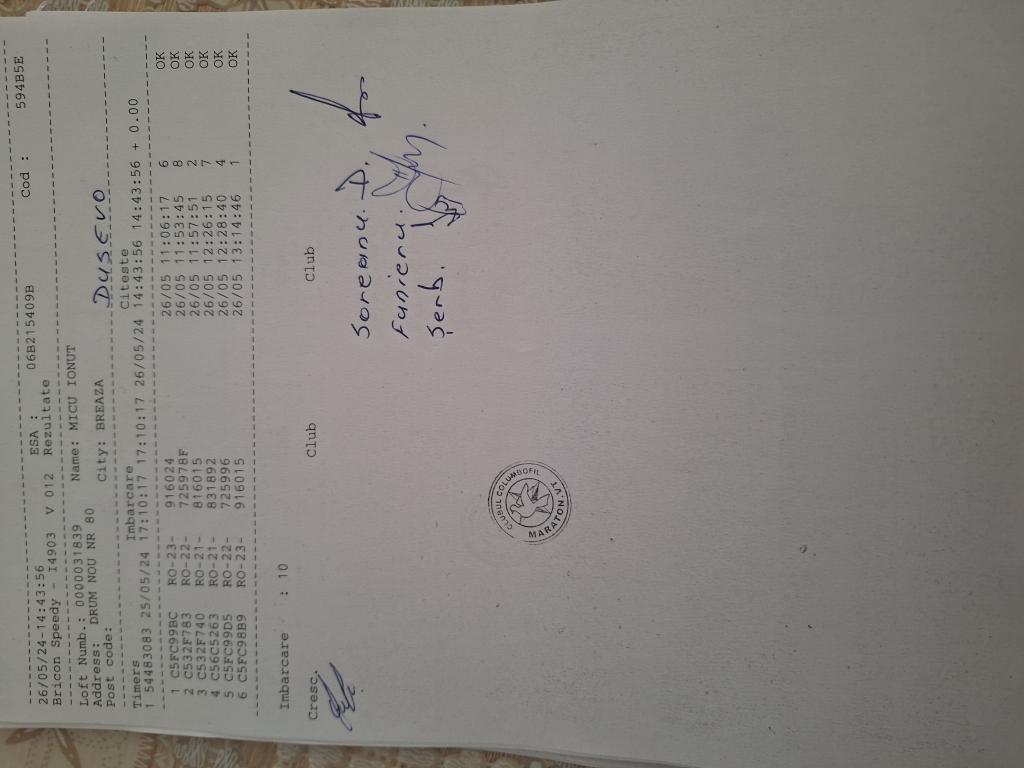 26/05/24-14:43:56 ESA : 06B215409B Cod : 594B5E
Bricon Speedy - I4903 V 012 Rezultate
Loft Numb.: 0000031839 Name: MICU IONUT
Address: DRUM NOU NR 80
Post code: City: BREAZA DUSEVO
Imbarcare Citeste
Timers
1 54483083 25/05/24 17:10:17 17:10:17 26/05/24 14:43:56 14:43:56 + 0.00
1 C5FC99BC RO-23- 916024 26/05 11:06:17 6 OK
2 C532F783 RO-22- 725978F 26/05 11:53:45 8 OK
3 C532F740 RO-21- 816015 26/05 11:57:51 2 OK
4 C56C5263 RO-21- 831892 26/05 12:26:15 7 OK
5 C5FC99D5 RO-22- 725996 26/05 12:28:40 4 OK
6 C5FC98B9 RO-23- 916015 26/05 13:14:46 1 OK
Imbarcare : 10
Cresc. Club Club
Soreanu. D.
Funieriu.
Șerb.
CLUBUL COLUMBOFIL
MARATON.VT